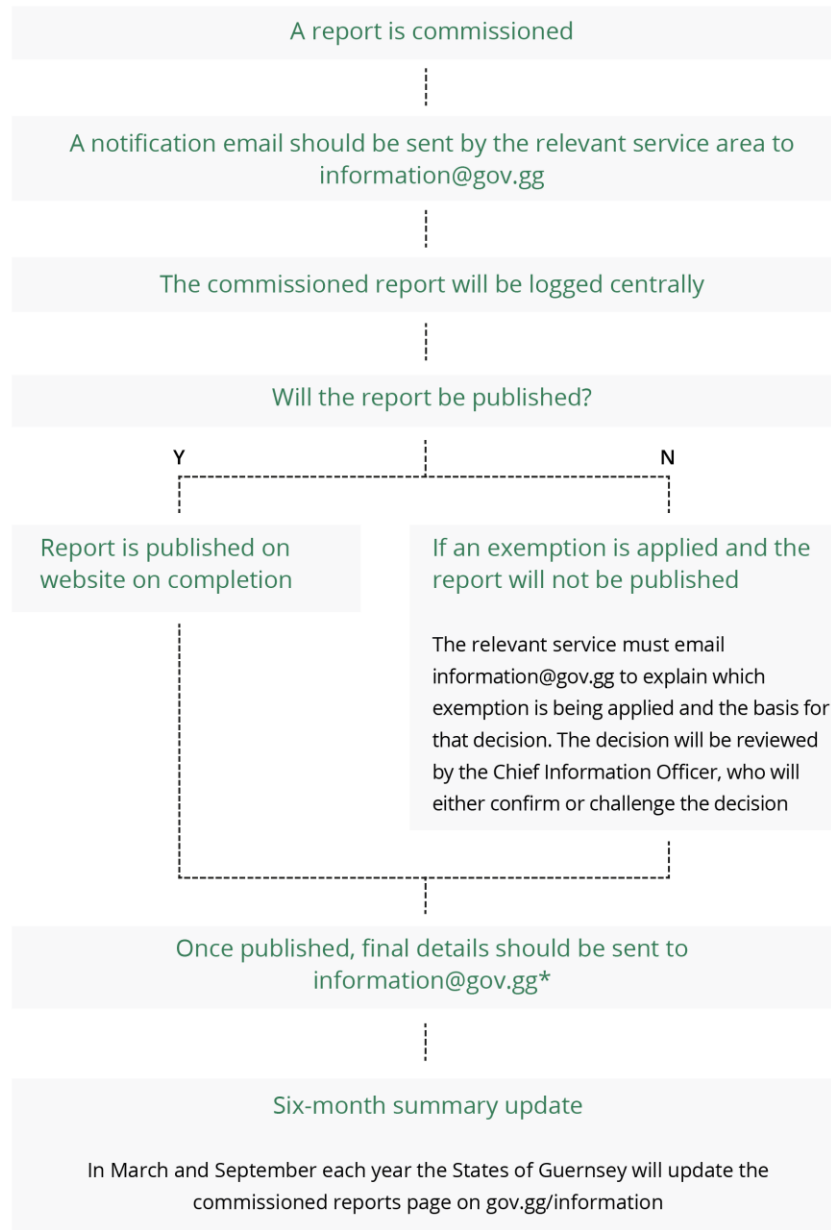 A report is commissioned
A notification email should be sent by the relevant service area to
information@gov.gg
The commissioned report will be logged centrally
Will the report be published?
Y
N
Report is published on
website on completion
If an exemption is applied and the
report will not be published
The relevant service must email
information@gov.gg to explain which
exemption is being applied and the basis for
that decision. The decision will be reviewed
by the Chief Information Officer, who will
either confirm or challenge the decision
Once published, final details should be sent to
information@gov.gg*
Six-month summary update
In March and September each year the States of Guernsey will update the
commissioned reports page on gov.gg/information